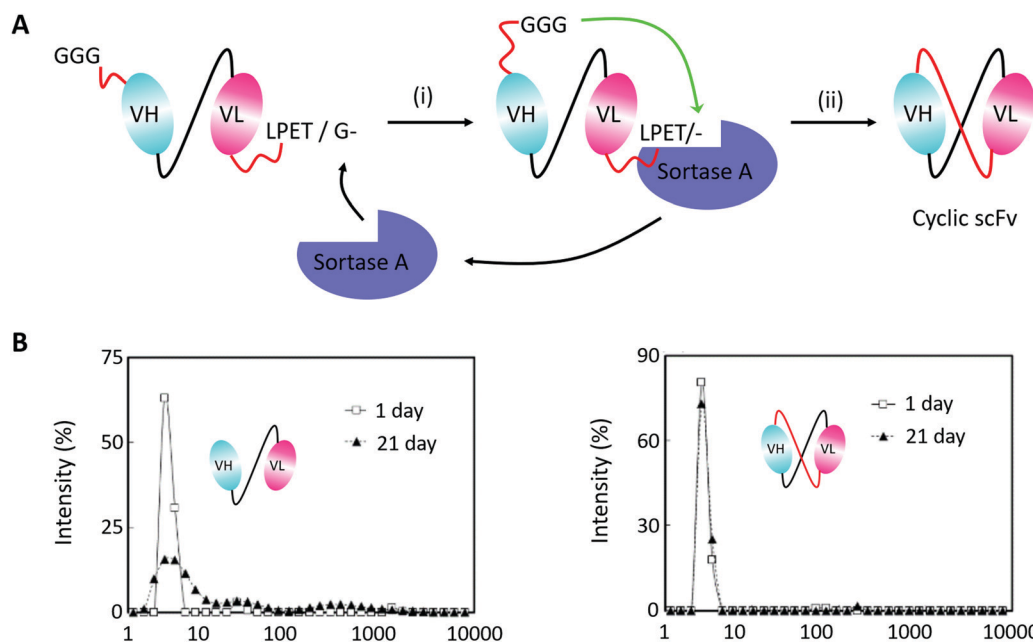 A
GGG
VH
VL
LPET / G-
(i)
Sortase A
GGG
VH
VL
LPET/-
Sortase A
(ii)
VH
VL
Cyclic scFv
B
Intensity (%)
75
50
25
0
1
10
100
1000
10000
1 day
21 day
VH
VL
Intensity (%)
90
60
30
0
1
10
100
1000
10000
1 day
21 day
VH
VL